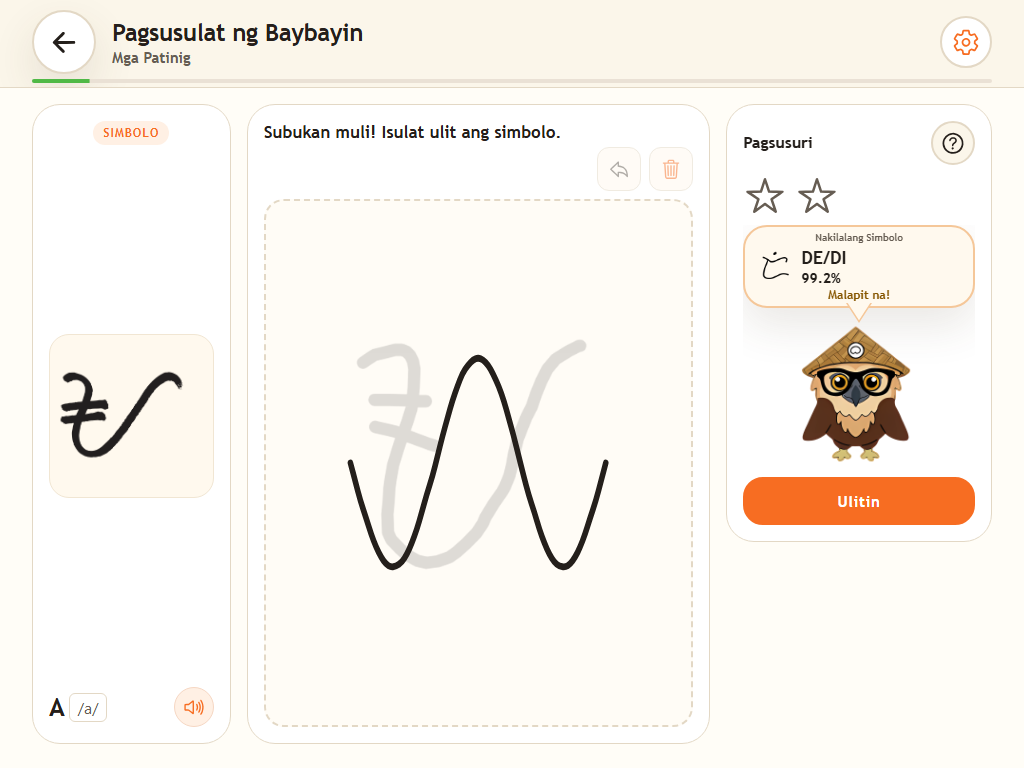 Pagsusulat ng Baybayin
Mga Patinig
SIMBOLO
ᜀ
A /a/
Subukan muli! Isulat ulit ang simbolo.
ᜀ
Pagsusuri
Nakilalang Simbolo
ᜇᜒ DE/DI
99.2%
Malapit na!
Ulitin